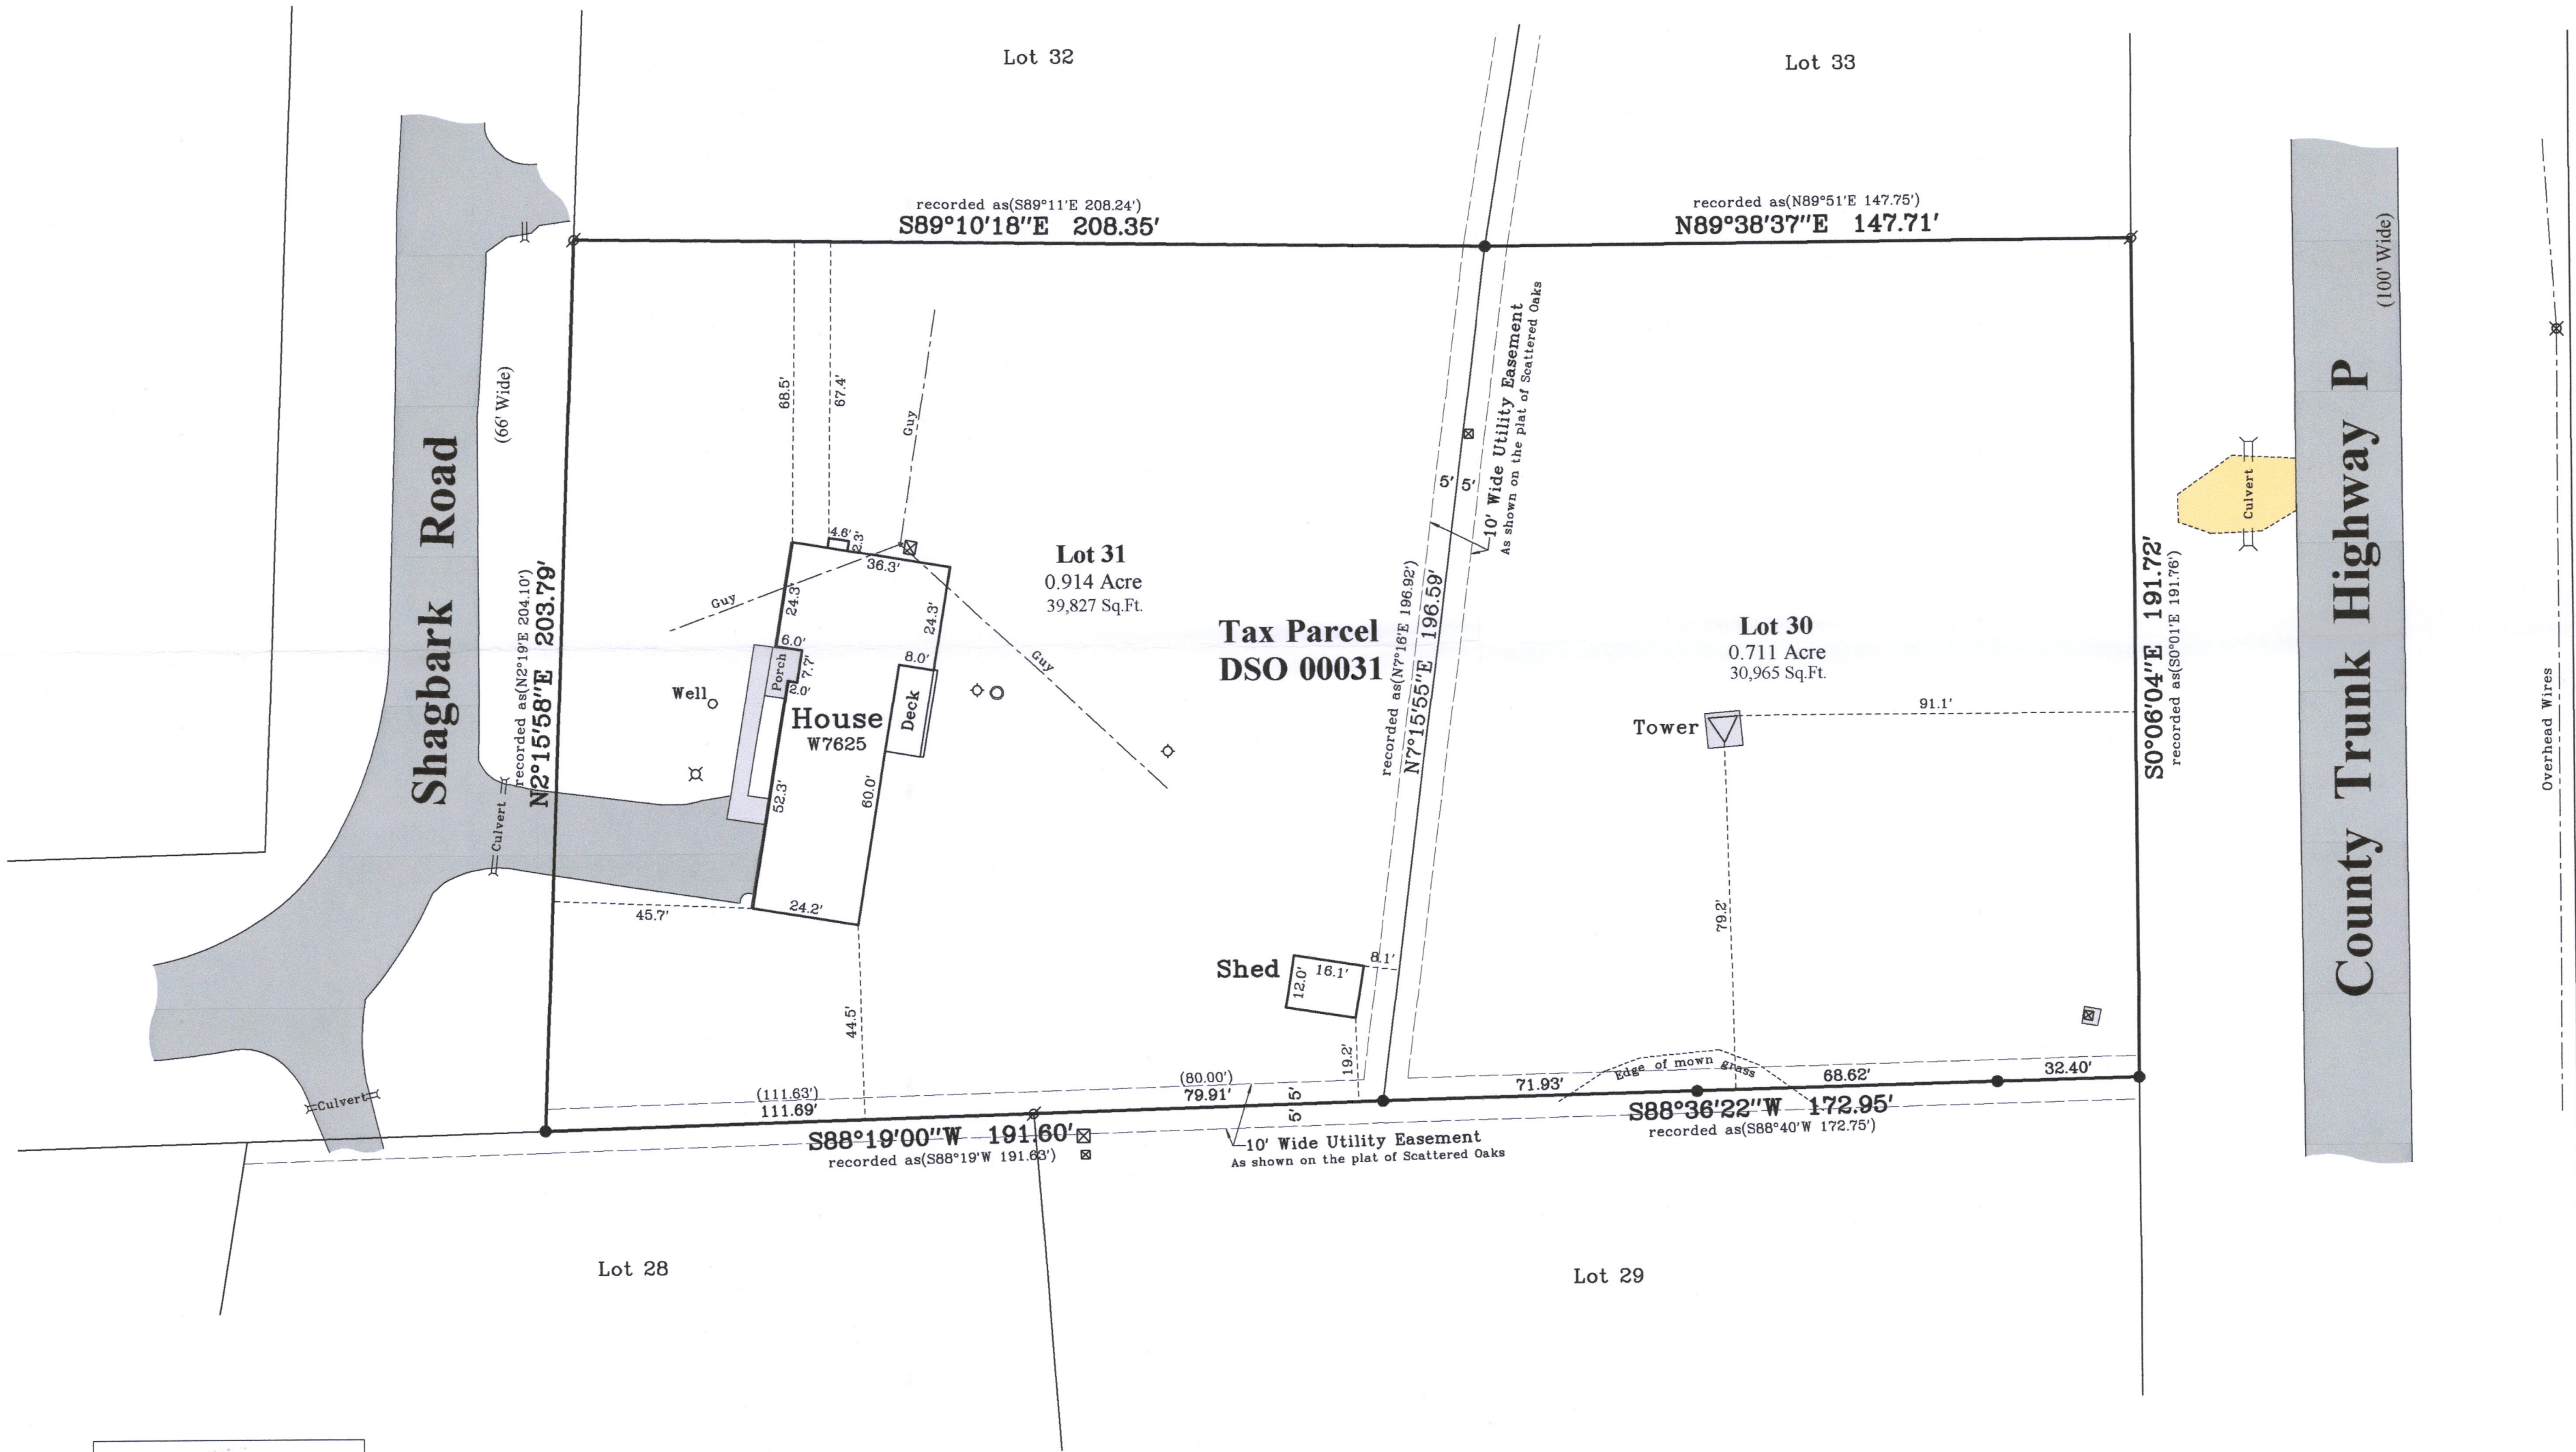 Lot 32
Lot 33
recorded as(S89°11'E 208.24')
S89°10'18"E 208.35'
recorded as(N89°51'E 147.75')
N89°38'37"E 147.71'
Shagbark Road
(66' Wide)
recorded as(N2°19'E 204.10')
N2°15'58"E 203.79'
68.5'
67.4'
Guy
4.6'
2.3'
36.3'
24.3'
Guy
24.3'
6.0'
Porch
7.7'
2.0'
8.0'
Deck
Guy
Well
House
W7625
52.3'
60.0'
24.2'
45.7'
44.5'
Culvert
Culvert
Lot 31
0.914 Acre
39,827 Sq.Ft.
Tax Parcel
DSO 00031
recorded as(N7°16'E 196.92')
N7°15'55"E 196.59'
5' 5'
10' Wide Utility Easement
As shown on the plat of Scattered Oaks
Lot 30
0.711 Acre
30,965 Sq.Ft.
Tower
91.1'
79.2'
S0°06'04"E 191.72'
recorded as(S0°01'E 191.76')
Culvert
County Trunk Highway P
(100' Wide)
Overhead Wires
Shed
12.0'
16.1'
8.1'
19.2'
(111.63')
111.69'
(80.00')
79.91'
5' 5'
71.93'
Edge of mown grass
68.62'
32.40'
S88°19'00"W 191.60'
recorded as(S88°19'W 191.63')
10' Wide Utility Easement
As shown on the plat of Scattered Oaks
S88°36'22"W 172.95'
recorded as(S88°40'W 172.75')
Lot 28
Lot 29